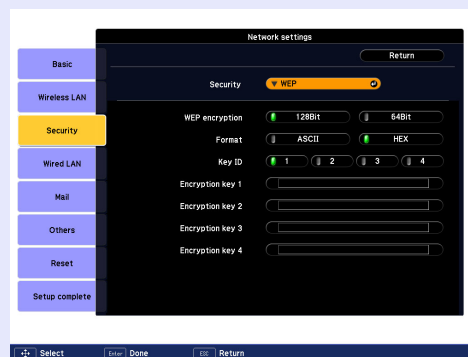 Network settings
Return
Basic
Security WEP
Wireless LAN
WEP encryption 128Bit 64Bit
Security
Format ASCII HEX
Key ID 1 2 3 4
Wired LAN
Encryption key 1
Mail
Encryption key 2
Others
Encryption key 3
Encryption key 4
Reset
Setup complete
Select Enter Done ESC Return